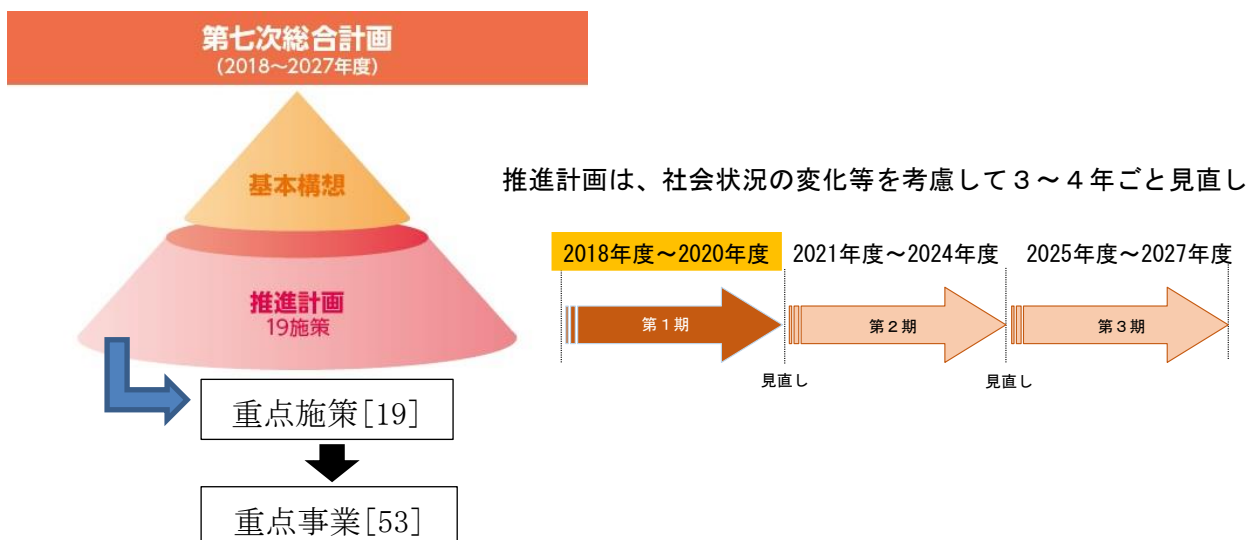 第七次総合計画
(2018～2027年度)
基本構想
推進計画
19施策
重点施策[19]
重点事業[53]
推進計画は、社会状況の変化等を考慮して３～４年ごと見直し
2018年度～2020年度
2021年度～2024年度
2025年度～2027年度
第１期
第２期
第３期
見直し
見直し